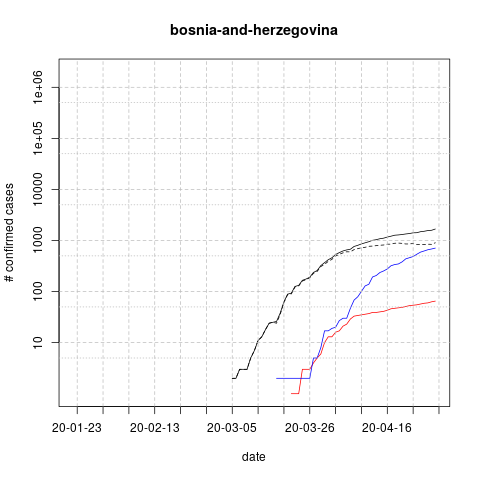 bosnia-and-herzegovina
# confirmed cases
1e+06
1e+05
10000
1000
100
10
20-01-23 20-02-13 20-03-05 20-03-26 20-04-16
date